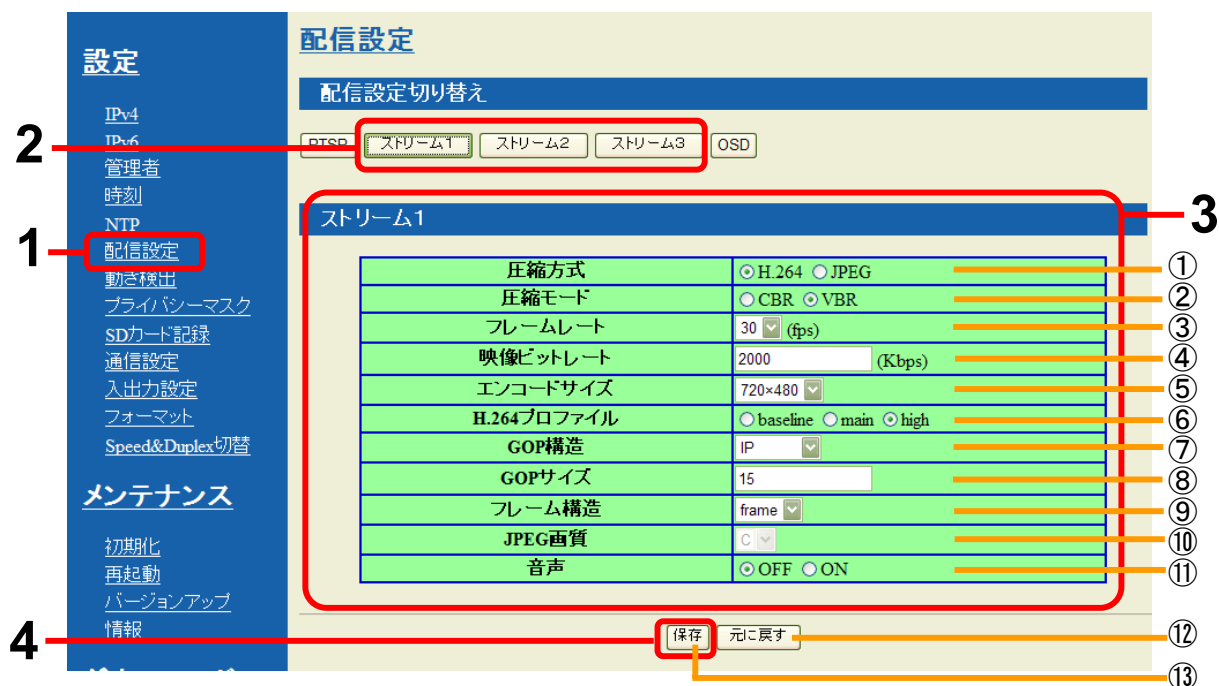 設定
IPv4
IPv6
管理者
時刻
NTP
配信設定
動き検出
プライバシーマスク
SDカード記録
通信設定
入出力設定
フォーマット
Speed&Duplex切替
メンテナンス
初期化
再起動
バージョンアップ
情報
配信設定
配信設定切り替え
RTSP ストリーム1 ストリーム2 ストリーム3 OSD
ストリーム1
圧縮方式 H.264 JPEG ①
圧縮モード CBR VBR ②
フレームレート 30 (fps) ③
映像ビットレート 2000 (Kbps) ④
エンコードサイズ 720×480 ⑤
H.264プロファイル baseline main high ⑥
GOP構造 IP ⑦
GOPサイズ 15 ⑧
フレーム構造 frame ⑨
JPEG画質 C ⑩
音声 OFF ON ⑪
保存 元に戻す ⑫
⑬
1
2
3
4